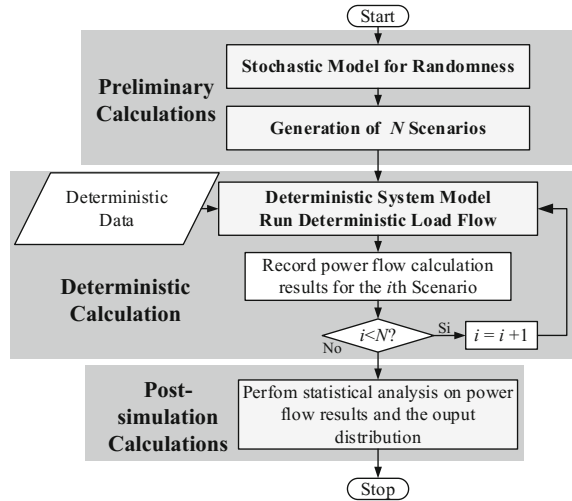 Start
Preliminary
Calculations
Stochastic Model for Randomness
Generation of N Scenarios
Deterministic
Data
Deterministic System Model
Run Deterministic Load Flow
Deterministic
Calculation
Record power flow calculation
results for the ith Scenario
i<N?
Si
i = i +1
No
Post-
simulation
Calculations
Perfom statistical analysis on power
flow results and the ouput
distribution
Stop